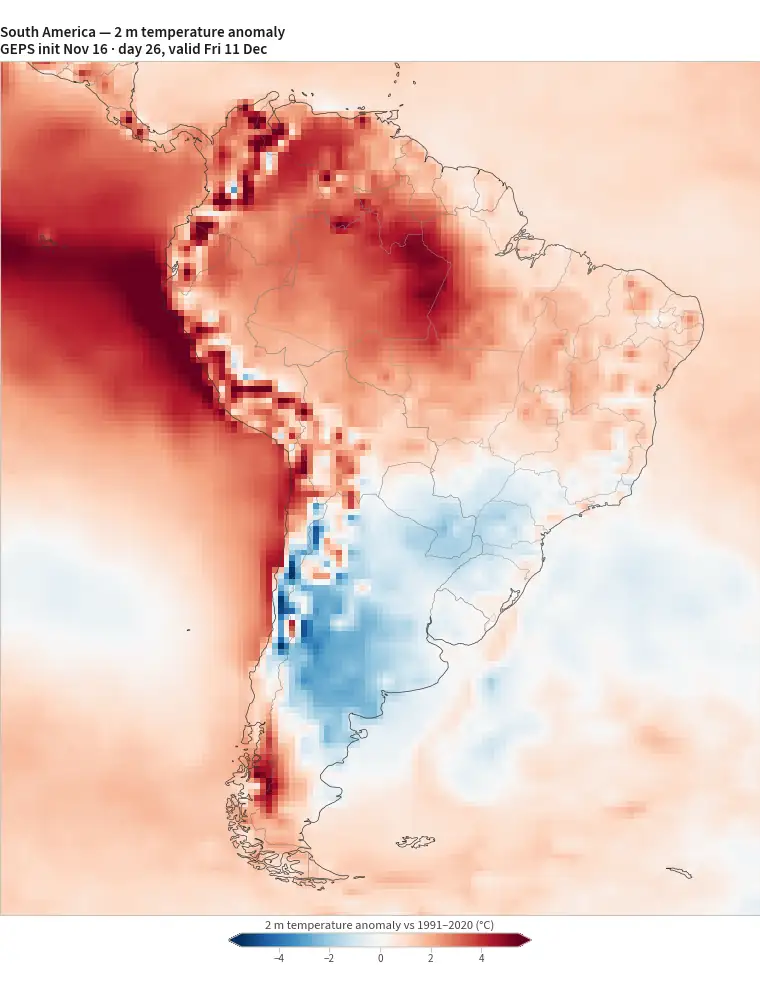 South America — 2 m temperature anomaly
GEPS init Nov 16 · day 26, valid Fri 11 Dec
2 m temperature anomaly vs 1991–2020 (°C)
−4 −2 0 2 4